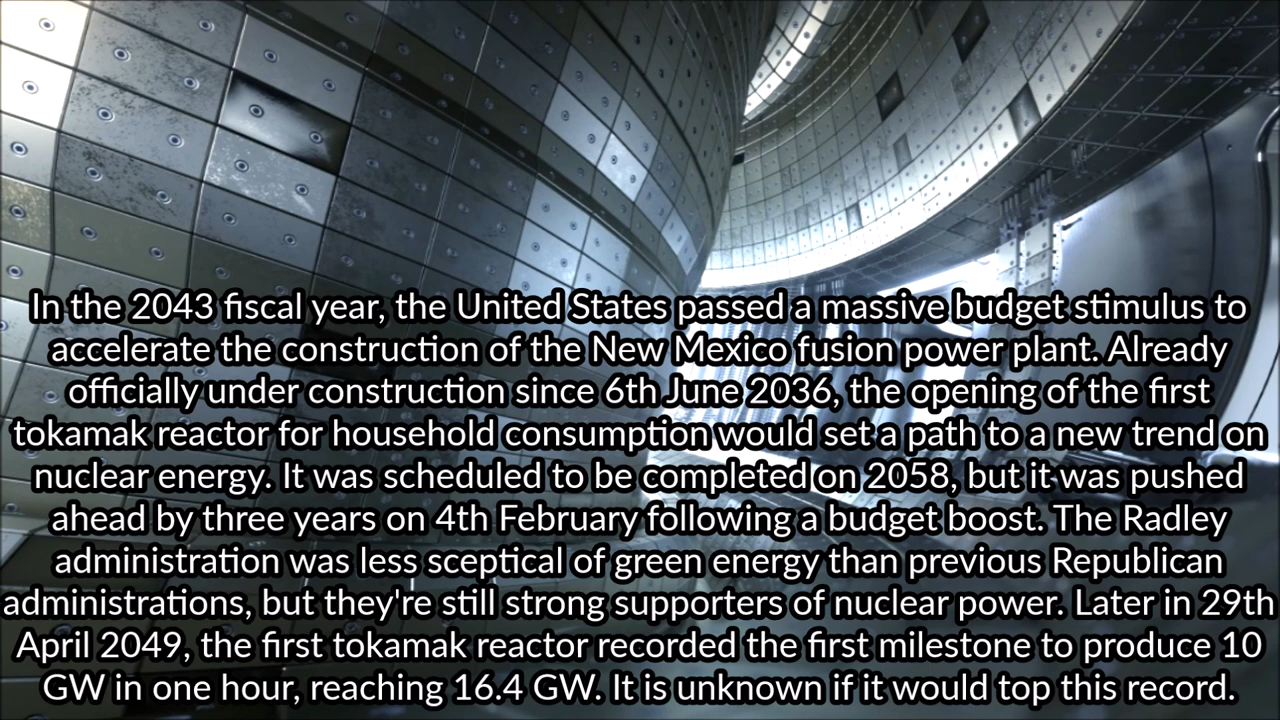 In the 2043 fiscal year, the United States passed a massive budget stimulus to
accelerate the construction of the New Mexico fusion power plant. Already
officially under construction since 6th June 2036, the opening of the first
tokamak reactor for household consumption would set a path to a new trend on
nuclear energy. It was scheduled to be completed on 2058, but it was pushed
ahead by three years on 4th February following a budget boost. The Radley
administration was less sceptical of green energy than previous Republican
administrations, but they're still strong supporters of nuclear power. Later in 29th
April 2049, the first tokamak reactor recorded the first milestone to produce 10
GW in one hour, reaching 16.4 GW. It is unknown if it would top this record.